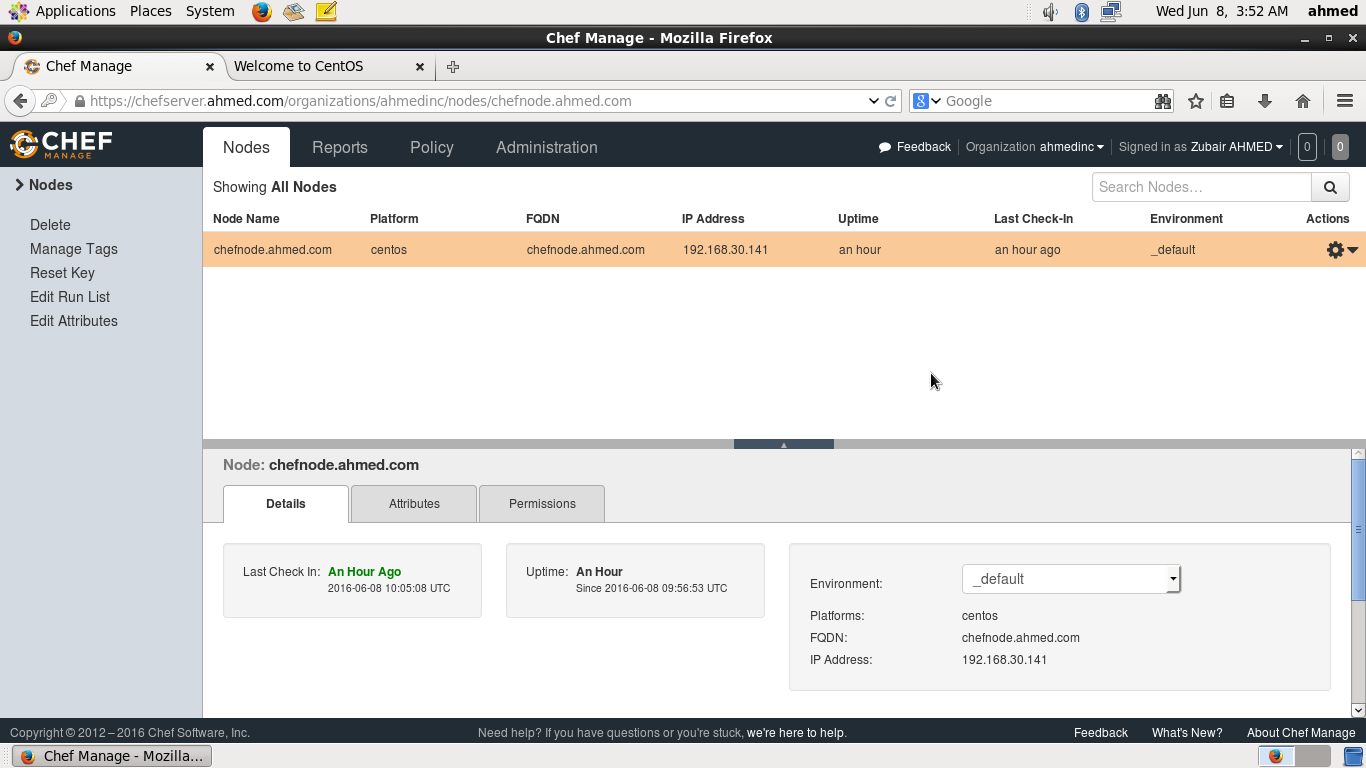 Applications Places System Wed Jun 8, 3:52 AM ahmed
Chef Manage - Mozilla Firefox
Chef Manage Welcome to CentOS
https://chefserver.ahmed.com/organizations/ahmedinc/nodes/chefnode.ahmed.com Google
CHEF MANAGE Nodes Reports Policy Administration Feedback Organization ahmedinc Signed in as Zubair AHMED 0 0
Nodes
Delete
Manage Tags
Reset Key
Edit Run List
Edit Attributes
Showing All Nodes Search Nodes...
Node Name Platform FQDN IP Address Uptime Last Check-In Environment Actions
chefnode.ahmed.com centos chefnode.ahmed.com 192.168.30.141 an hour an hour ago _default
Node: chefnode.ahmed.com
Details Attributes Permissions
Last Check In: An Hour Ago
2016-06-08 10:05:08 UTC
Uptime: An Hour
Since 2016-06-08 09:56:53 UTC
Environment: _default
Platforms: centos
FQDN: chefnode.ahmed.com
IP Address: 192.168.30.141
Copyright © 2012–2016 Chef Software, Inc. Need help? If you have questions or you're stuck, we're here to help. Feedback What's New? About Chef Manage
Chef Manage - Mozilla...